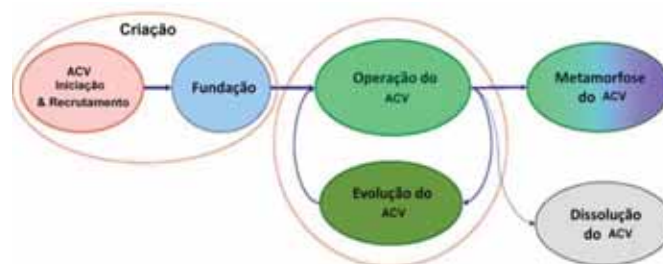 Criação
ACV
Iniciação
& Recrutamento
Fundação
Operação do
ACV
Metamorfose
do ACV
Evolução do
ACV
Dissolução
do ACV